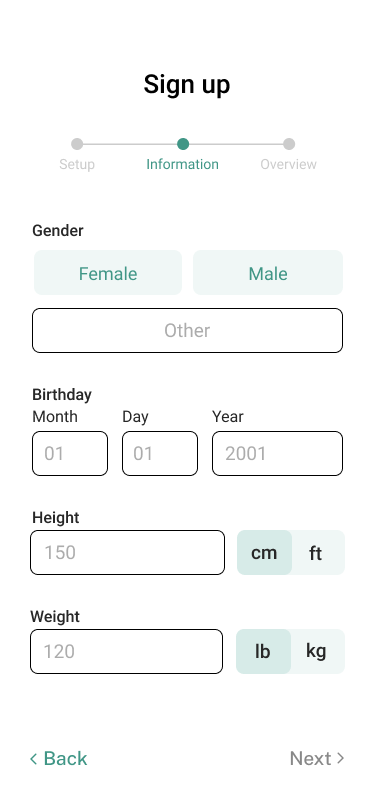 Sign up
Setup Information Overview
Gender
Female Male
Other
Birthday
Month Day Year
01 01 2001
Height
150 cm ft
Weight
120 lb kg
< Back Next >